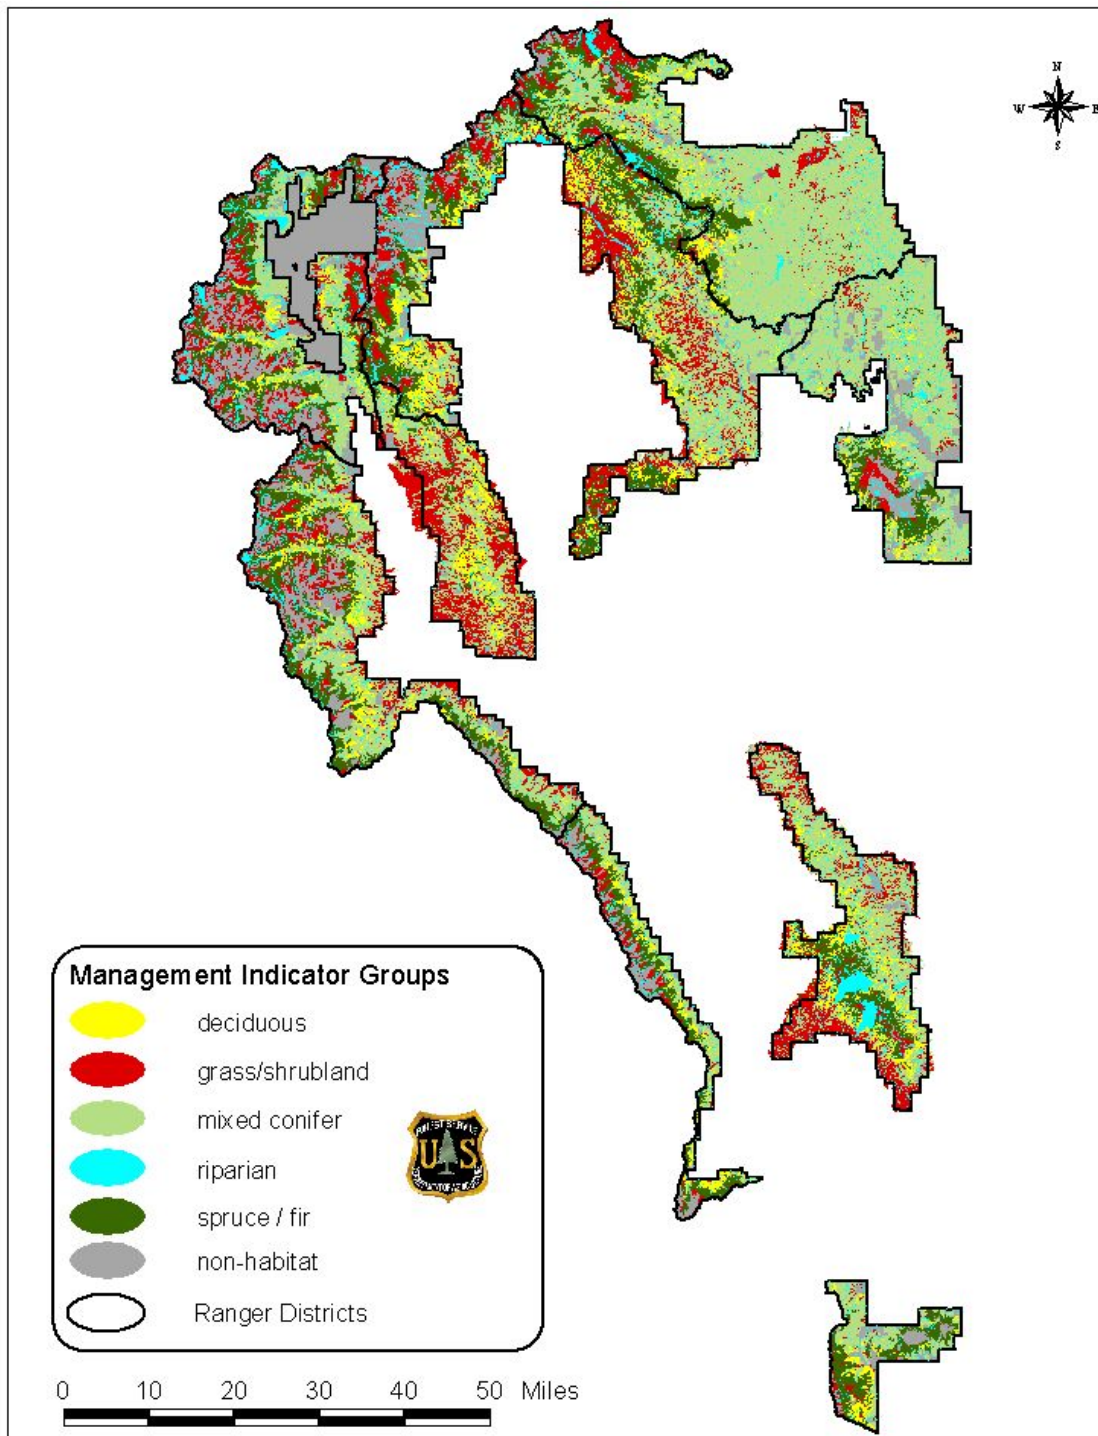 N
W E
S
Management Indicator Groups
deciduous
grass/shrubland
mixed conifer
riparian
spruce / fir
non-habitat
Ranger Districts
U S
0 10 20 30 40 50 Miles